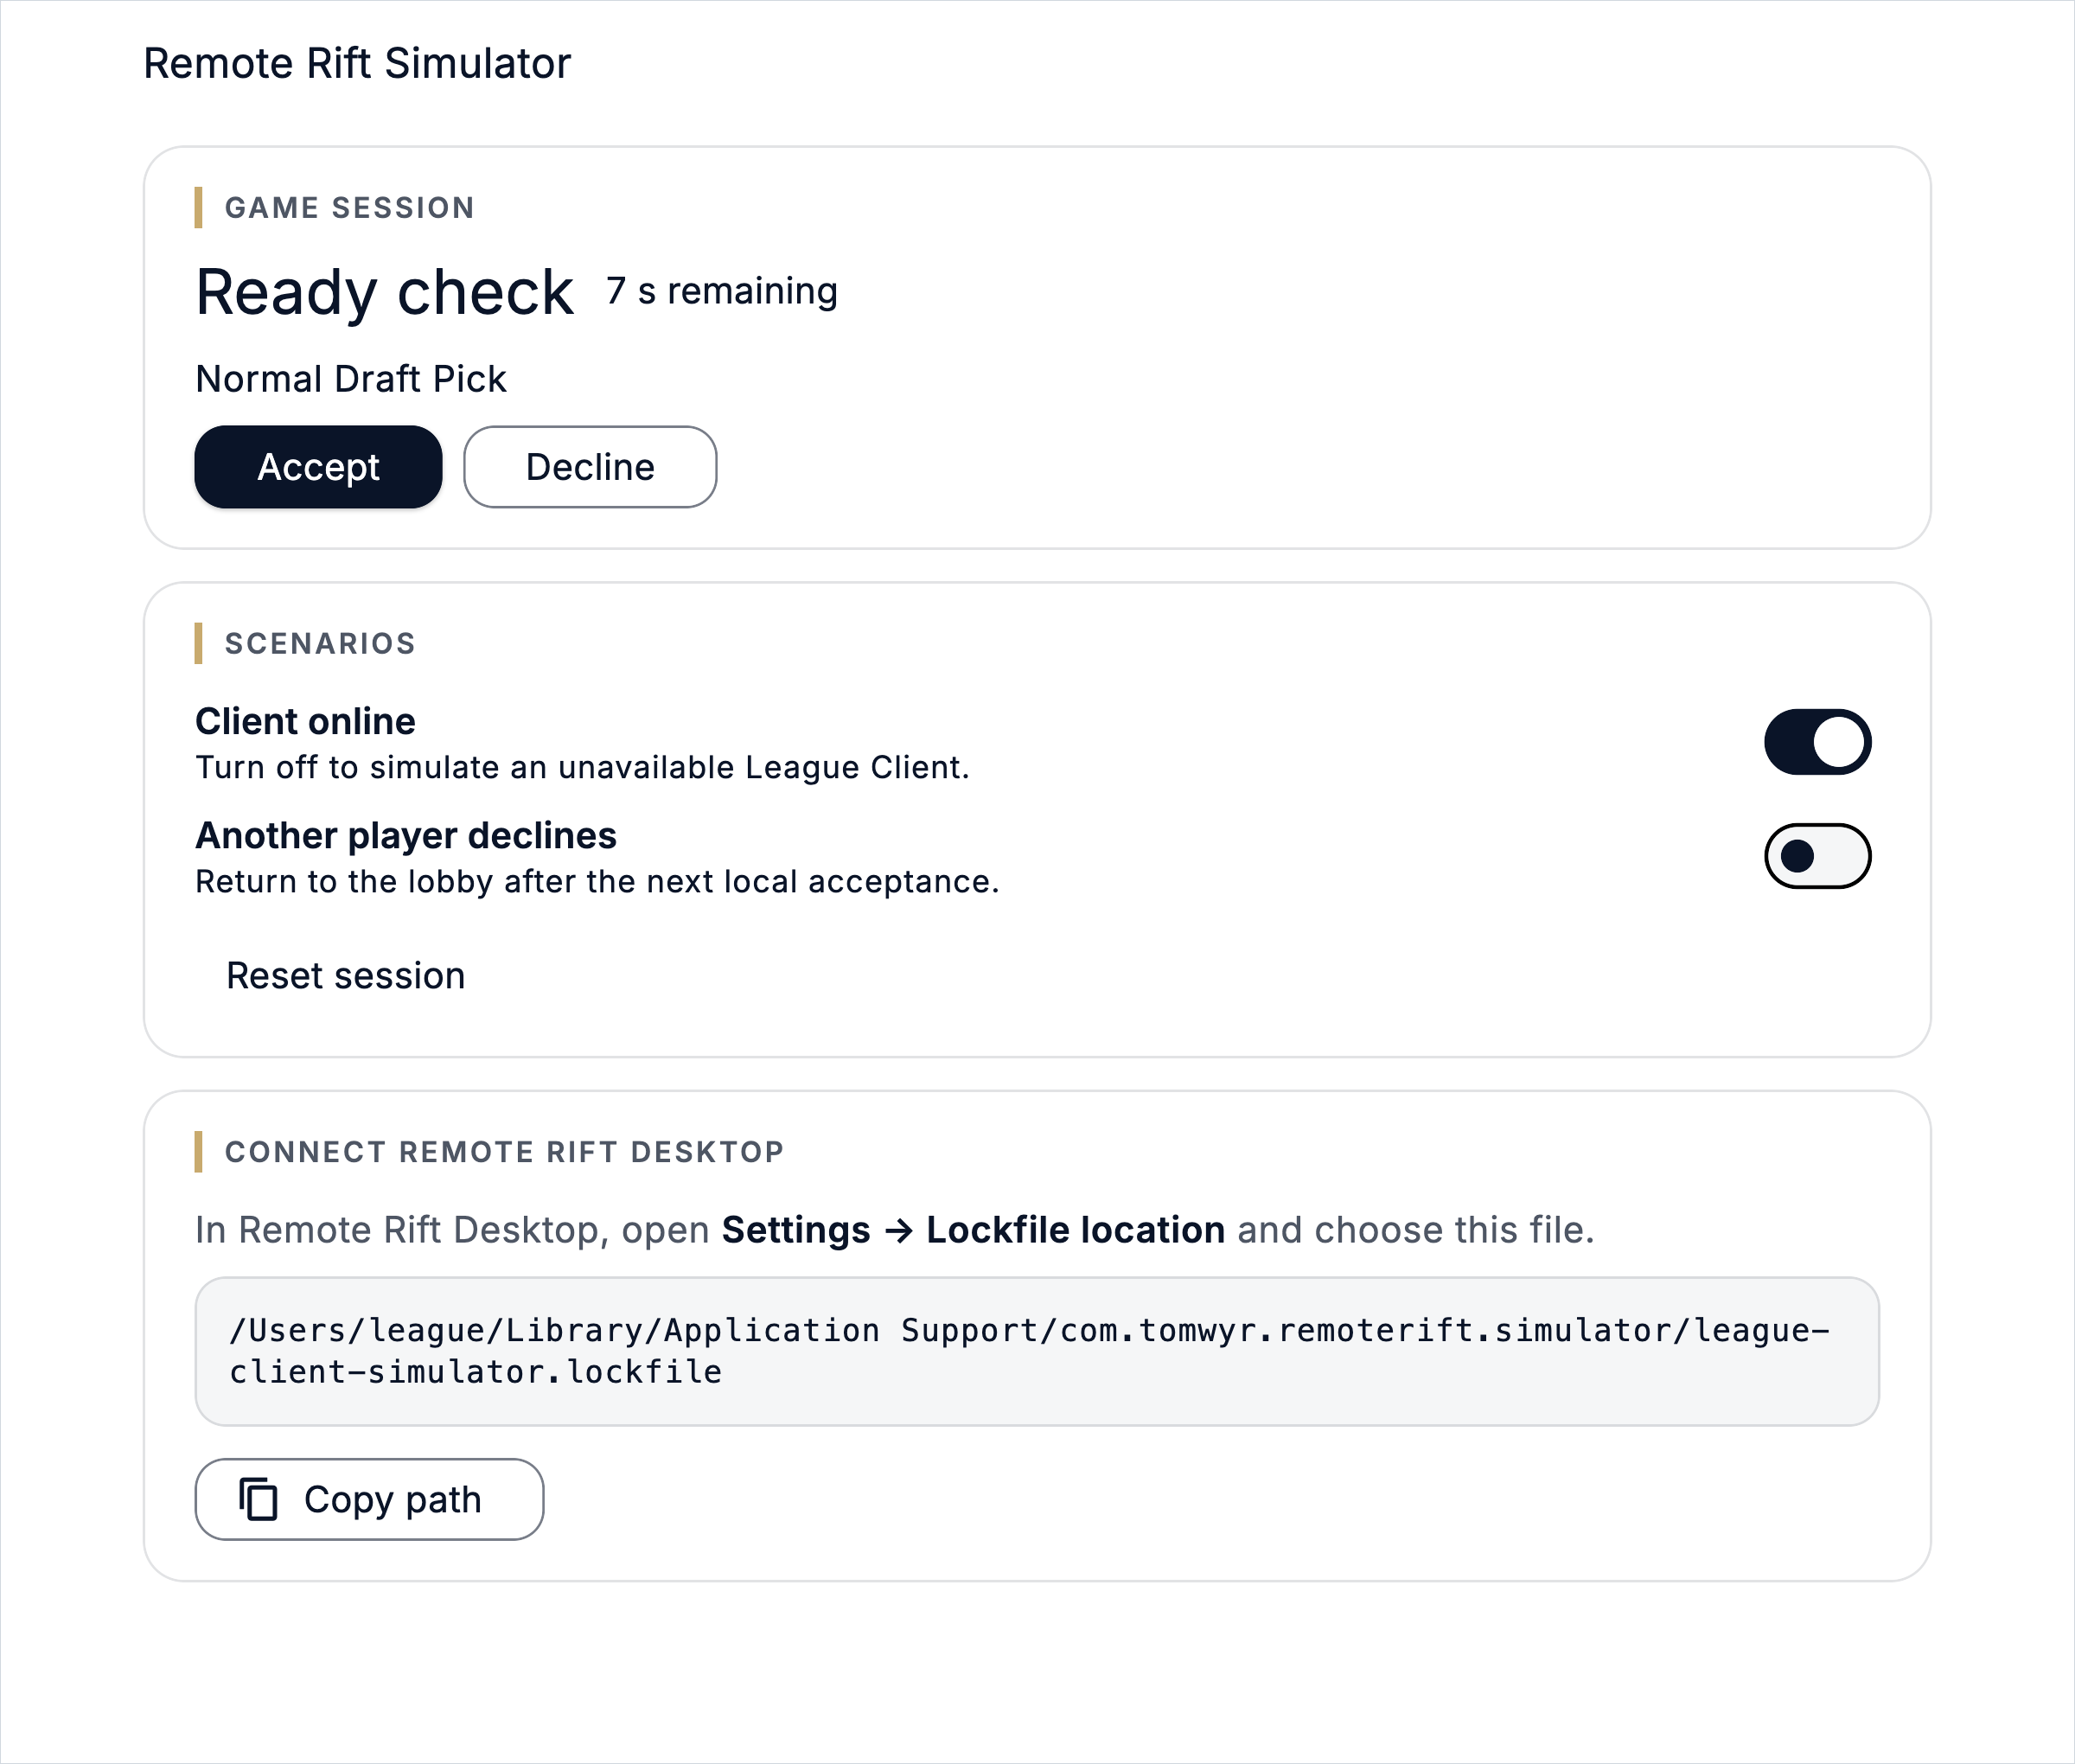 Remote Rift Simulator
GAME SESSION
Ready check 7 s remaining
Normal Draft Pick
Accept Decline
SCENARIOS
Client online
Turn off to simulate an unavailable League Client.
Another player declines
Return to the lobby after the next local acceptance.
Reset session
CONNECT REMOTE RIFT DESKTOP
In Remote Rift Desktop, open Settings → Lockfile location and choose this file.
/Users/league/Library/Application Support/com.tomwyr.remoterift.simulator/league-
client-simulator.lockfile
Copy path